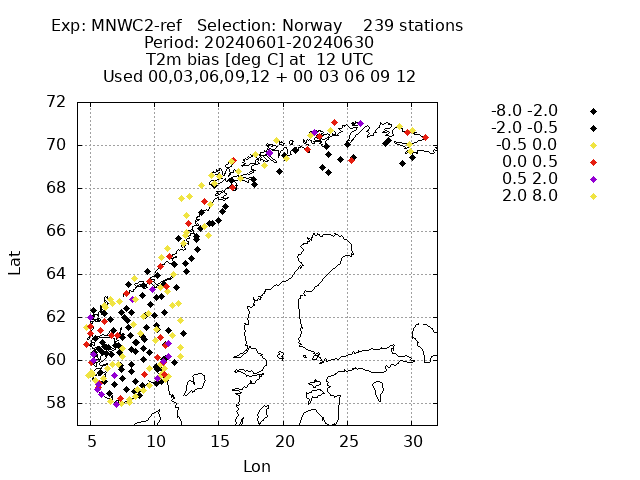 Exp: MNWC2-ref   Selection: Norway    239 stations
Period: 20240601-20240630
T2m bias [deg C] at  12 UTC
Used 00,03,06,09,12 + 00 03 06 09 12
72
70
68
66
64
62
60
58
Lat
5 10 15 20 25 30
Lon
-8.0 -2.0
-2.0 -0.5
-0.5 0.0
0.0 0.5
0.5 2.0
2.0 8.0